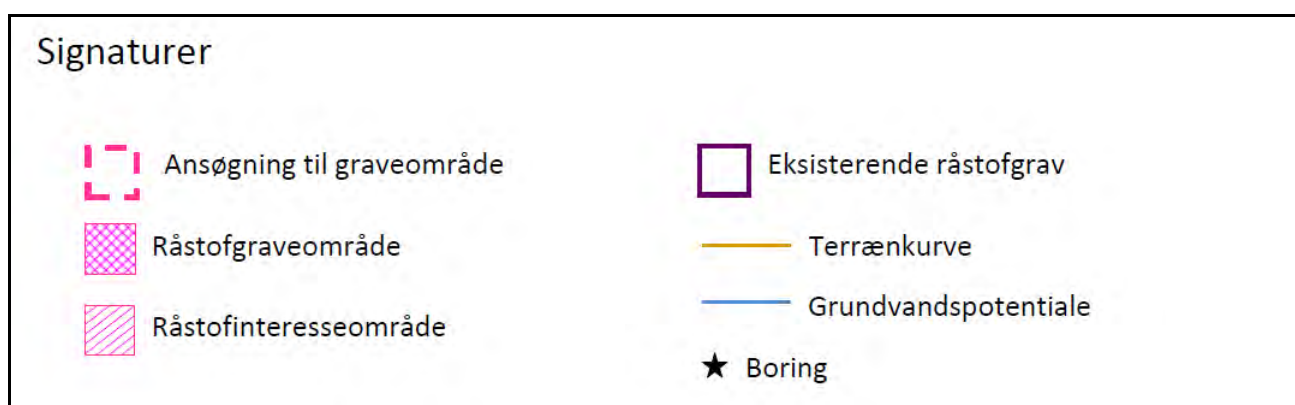 Signaturer
Ansøgning til graveområde
Råstofgraveområde
Råstofinteresseområde
Eksisterende råstofgrav
Terrænkurve
Grundvandspotentiale
Boring